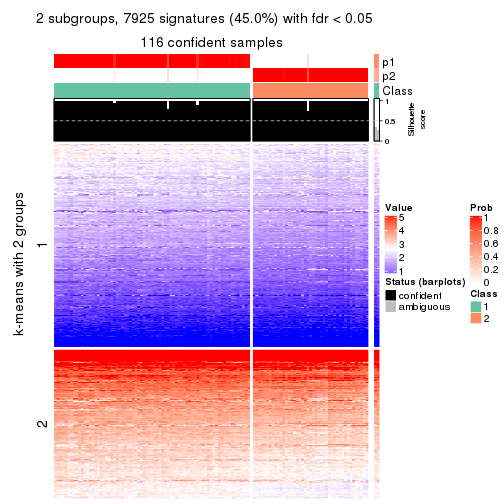 2 subgroups, 7925 signatures (45.0%) with fdr < 0.05
116 confident samples
p1
p2
Class
1
0.5
0
Silhouette
score
k-means with 2 groups
1
2
Value
5
4
3
2
1
Prob
1
0.8
0.6
0.4
0.2
0
Status (barplots)
confident
ambiguous
Class
1
2